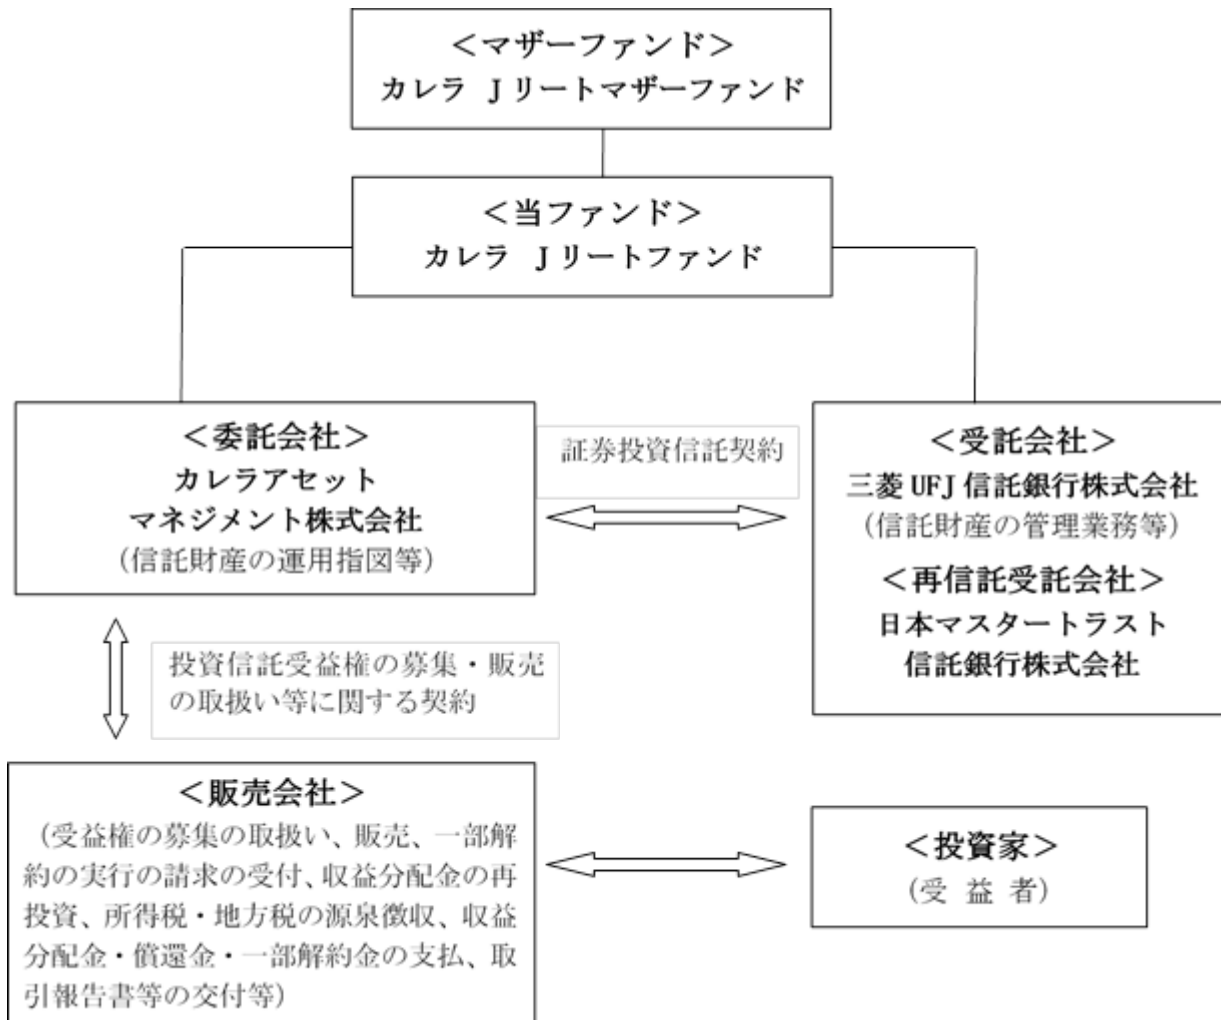 ＜マザーファンド＞
カレラ Ｊリートマザーファンド
＜当ファンド＞
カレラ Ｊリートファンド
＜委託会社＞
カレラアセット
マネジメント株式会社
（信託財産の運用指図等）
証券投資信託契約
＜受託会社＞
三菱 UFJ 信託銀行株式会社
（信託財産の管理業務等）
＜再信託受託会社＞
日本マスタートラスト
信託銀行株式会社
投資信託受益権の募集・販売
の取扱い等に関する契約
＜販売会社＞
（受益権の募集の取扱い、販売、一部解
約の実行の請求の受付、収益分配金の再
投資、所得税・地方税の源泉徴収、収益
分配金・償還金・一部解約金の支払、取
引報告書等の交付等）
＜投資家＞
（受 益 者）